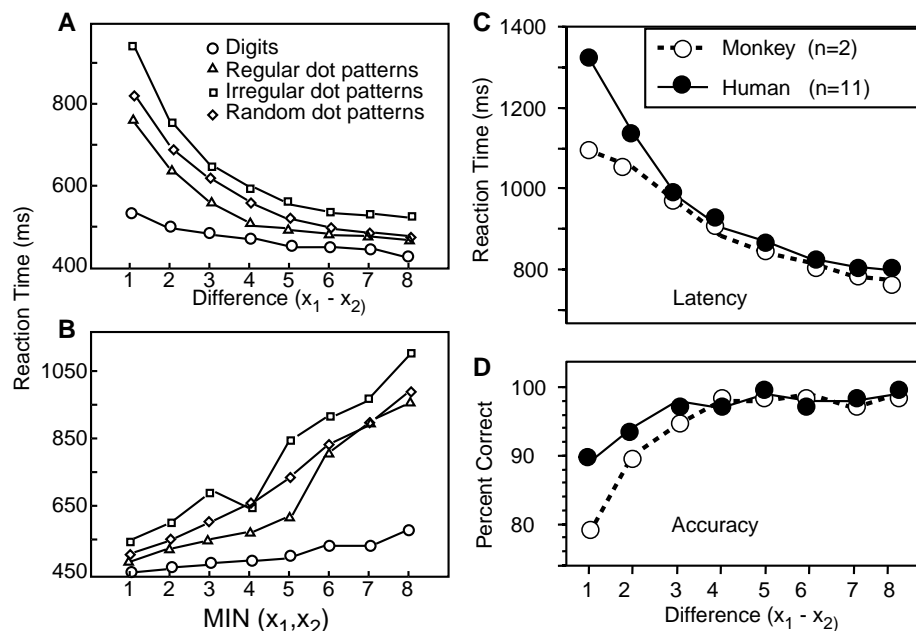 A
Digits
Regular dot patterns
Irregular dot patterns
Random dot patterns
800
600
400
1 2 3 4 5 6 7 8
Difference (x1 - x2)
Reaction Time (ms)
B
1050
850
650
450
1 2 3 4 5 6 7 8
MIN (x1,x2)
C
1400
1200
1000
800
Reaction Time (ms)
Monkey (n=2)
Human (n=11)
Latency
D
100
90
80
Percent Correct
Accuracy
1 2 3 4 5 6 7 8
Difference (x1 - x2)